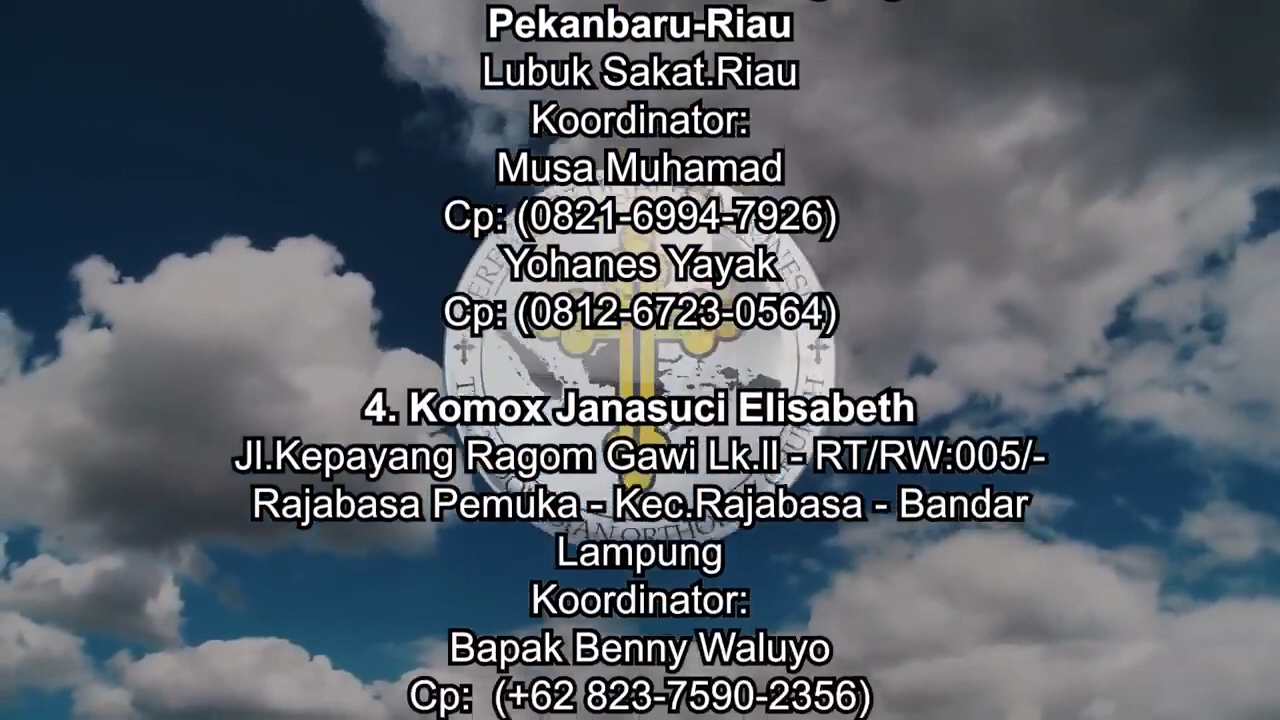 Pekanbaru-Riau
Lubuk Sakat.Riau
Koordinator:
Musa Muhamad
Cp: (0821-6994-7926)
Yohanes Yayak
Cp: (0812-6723-0564)
4. Komox Janasuci Elisabeth
Jl.Kepayang Ragom Gawi Lk.ll - RT/RW:005/-
Rajabasa Pemuka - Kec.Rajabasa - Bandar
Lampung
Koordinator:
Bapak Benny Waluyo
Cp:  (+62 823-7590-2356)